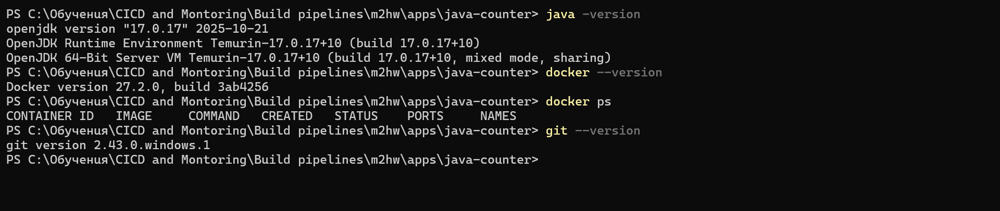 PS C:\Обучения\CICD and Montoring\Build pipelines\m2hw\apps\java-counter> java -version
openjdk version "17.0.17" 2025-10-21
OpenJDK Runtime Environment Temurin-17.0.17+10 (build 17.0.17+10)
OpenJDK 64-Bit Server VM Temurin-17.0.17+10 (build 17.0.17+10, mixed mode, sharing)
PS C:\Обучения\CICD and Montoring\Build pipelines\m2hw\apps\java-counter> docker --version
Docker version 27.2.0, build 3ab4256
PS C:\Обучения\CICD and Montoring\Build pipelines\m2hw\apps\java-counter> docker ps
CONTAINER ID   IMAGE     COMMAND   CREATED   STATUS    PORTS     NAMES
PS C:\Обучения\CICD and Montoring\Build pipelines\m2hw\apps\java-counter> git --version
git version 2.43.0.windows.1
PS C:\Обучения\CICD and Montoring\Build pipelines\m2hw\apps\java-counter>